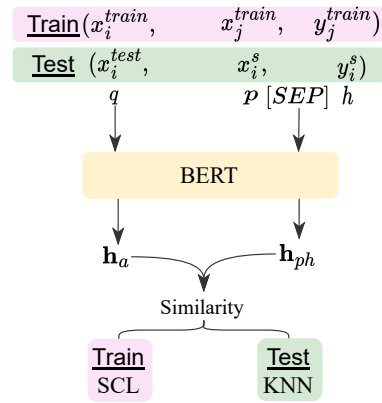 Train (x_i^{train}, x_j^{train}, y_j^{train})
Test (x_i^{test}, x_i^s, y_i^s)
q p [SEP] h
BERT
h_a h_{ph}
Similarity
Train Test
SCL KNN